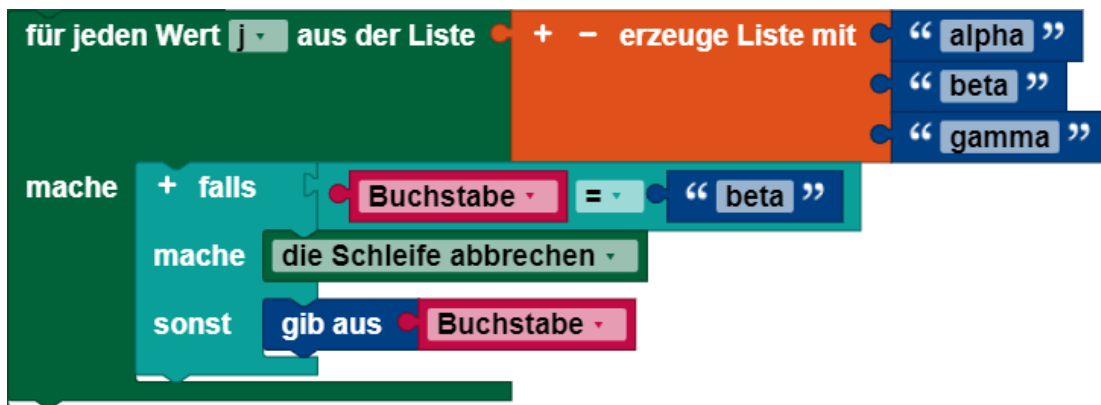 für jeden Wert j aus der Liste + − erzeuge Liste mit “ alpha ”
“ beta ”
“ gamma ”
mache + falls Buchstabe = “ beta ”
mache die Schleife abbrechen
sonst gib aus Buchstabe